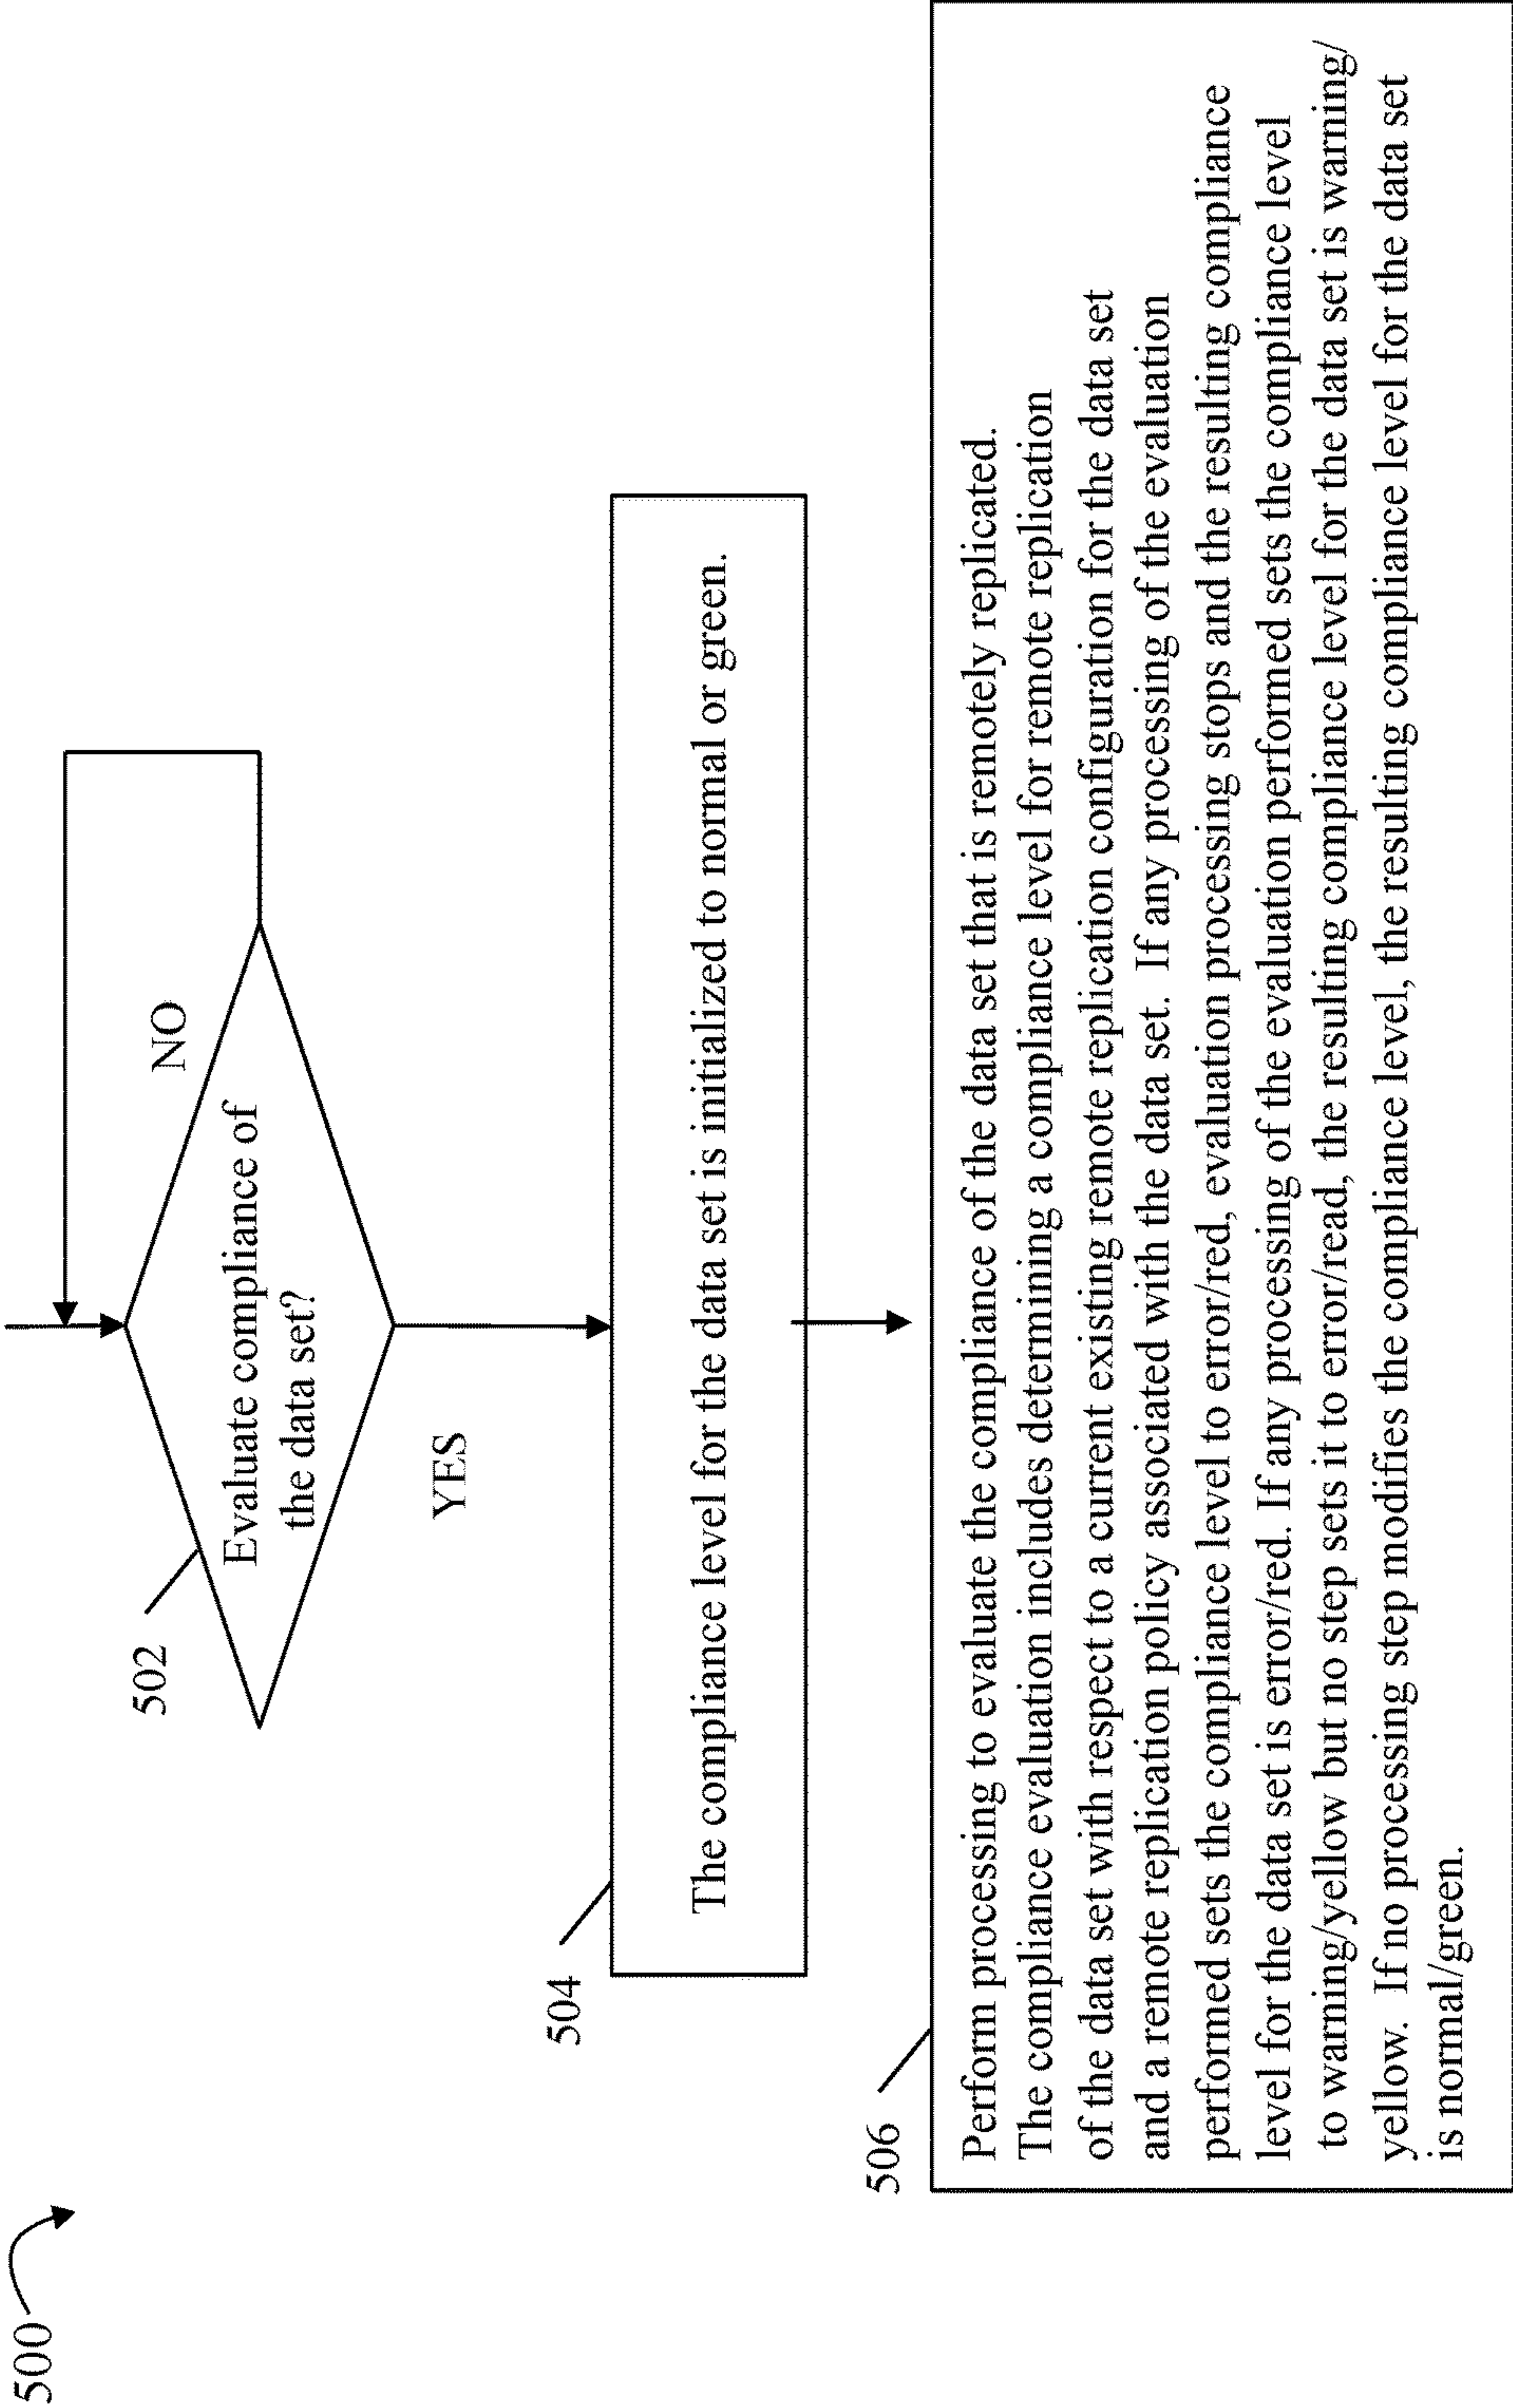 500
502
Evaluate compliance of
the data set?
NO
YES
504
The compliance level for the data set is initialized to normal or green.
506
Perform processing to evaluate the compliance of the data set that is remotely replicated.
The compliance evaluation includes determining a compliance level for remote replication
of the data set with respect to a current existing remote replication configuration for the data set
and a remote replication policy associated with the data set. If any processing of the evaluation
performed sets the compliance level to error/red, evaluation processing stops and the resulting compliance
level for the data set is error/red. If any processing of the evaluation performed sets the compliance level
to warning/yellow but no step sets it to error/read, the resulting compliance level for the data set is warning/
yellow. If no processing step modifies the compliance level, the resulting compliance level for the data set
is normal/green.